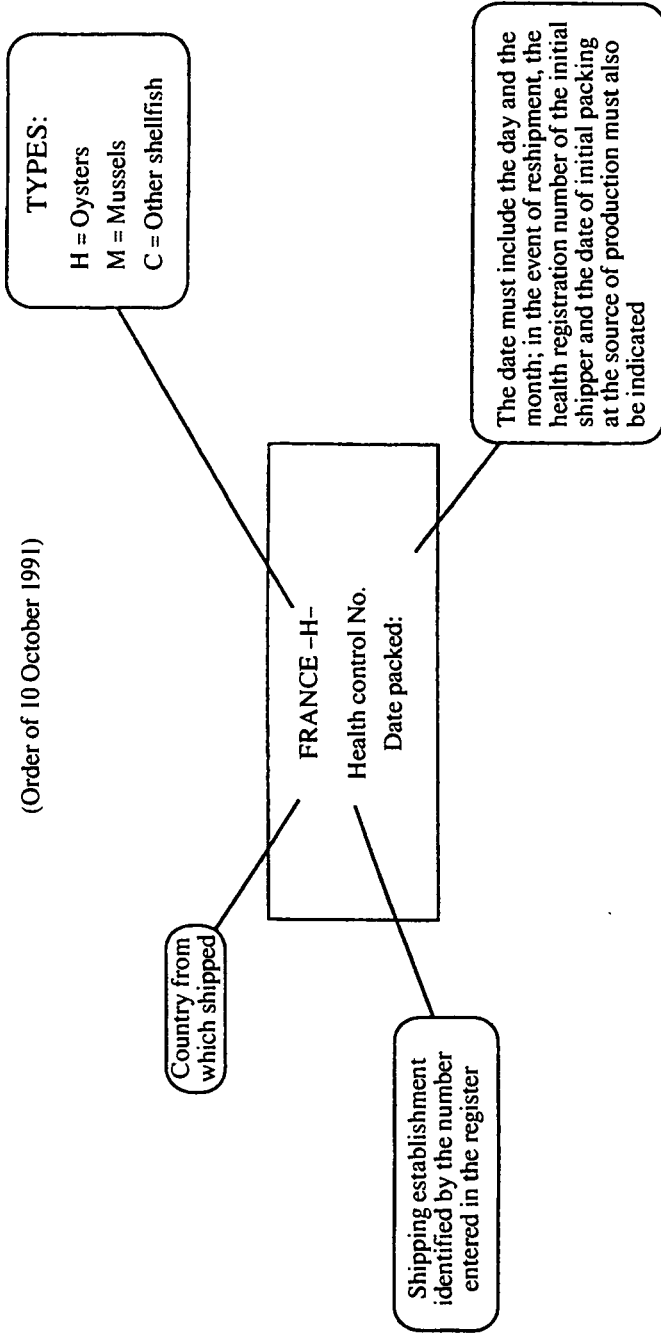 (Order of 10 October 1991)
Country from
which shipped
TYPES:
H = Oysters
M = Mussels
C = Other shellfish
FRANCE –H–
Health control No.
Date packed:
Shipping establishment
identified by the number
entered in the register
The date must include the day and the
month; in the event of reshipment, the
health registration number of the initial
shipper and the date of initial packing
at the source of production must also
be indicated